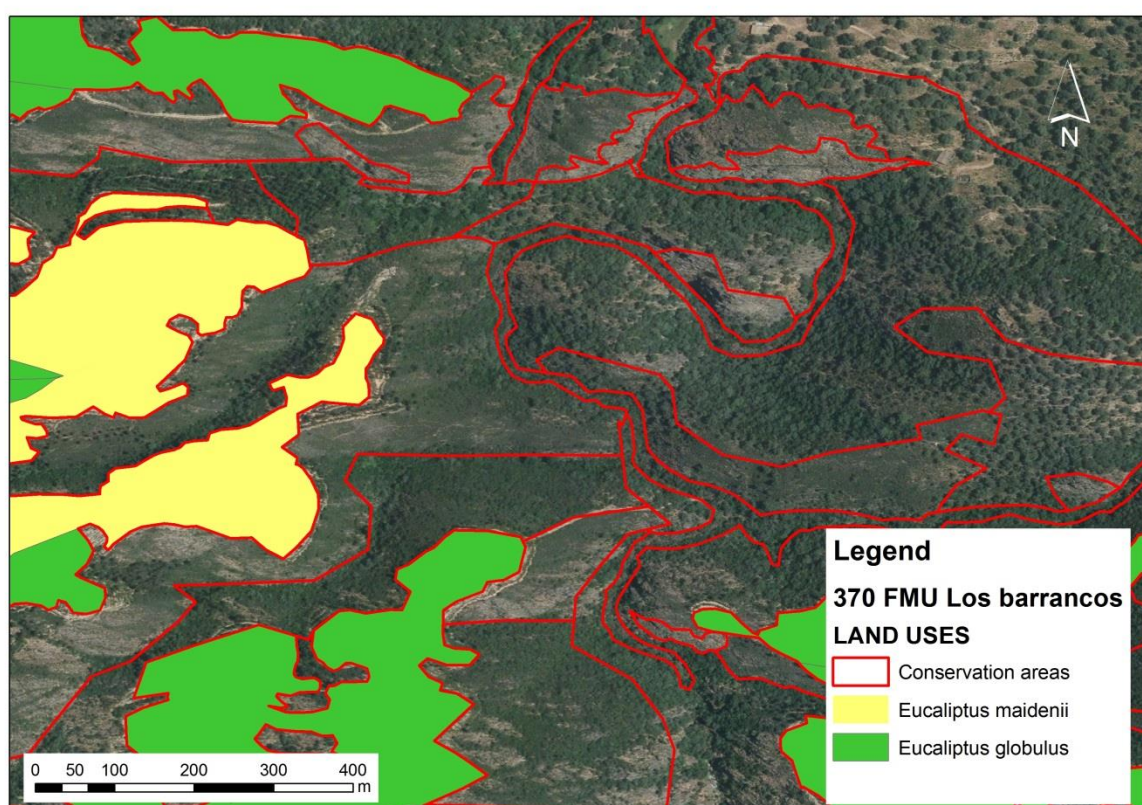 N
Legend
370 FMU Los barrancos
LAND USES
Conservation areas
Eucaliptus maidenii
Eucaliptus globulus
0 50 100 200 300 400
m